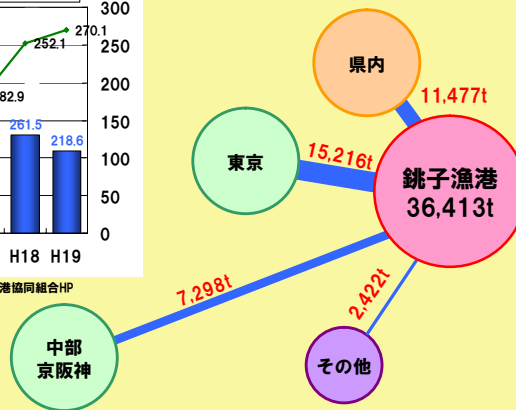 300
250
200
150
100
50
0
270.1
252.1
82.9
261.5
218.6
H18 H19
港協同組合HP
県内
11,477t
東京
15,216t
銚子漁港
36,413t
7,298t
2,422t
中部
京阪神
その他